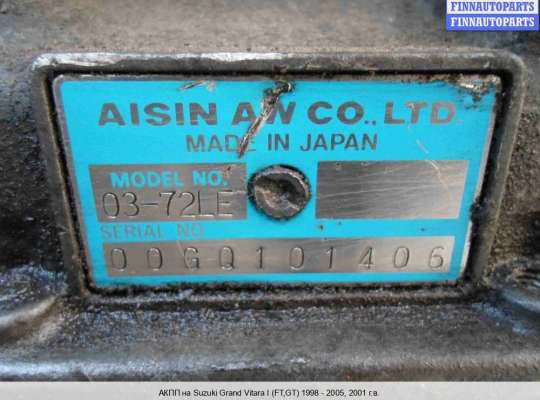 FINNAUTOPARTS
FINNAUTOPARTS
AISIN AW CO., LTD.
MADE IN JAPAN
MODEL NO.
03-72LE
SERIAL NO
00GQ101406
АКПП на Suzuki Grand Vitara I (FT,GT) 1998 - 2005, 2001 г.в.